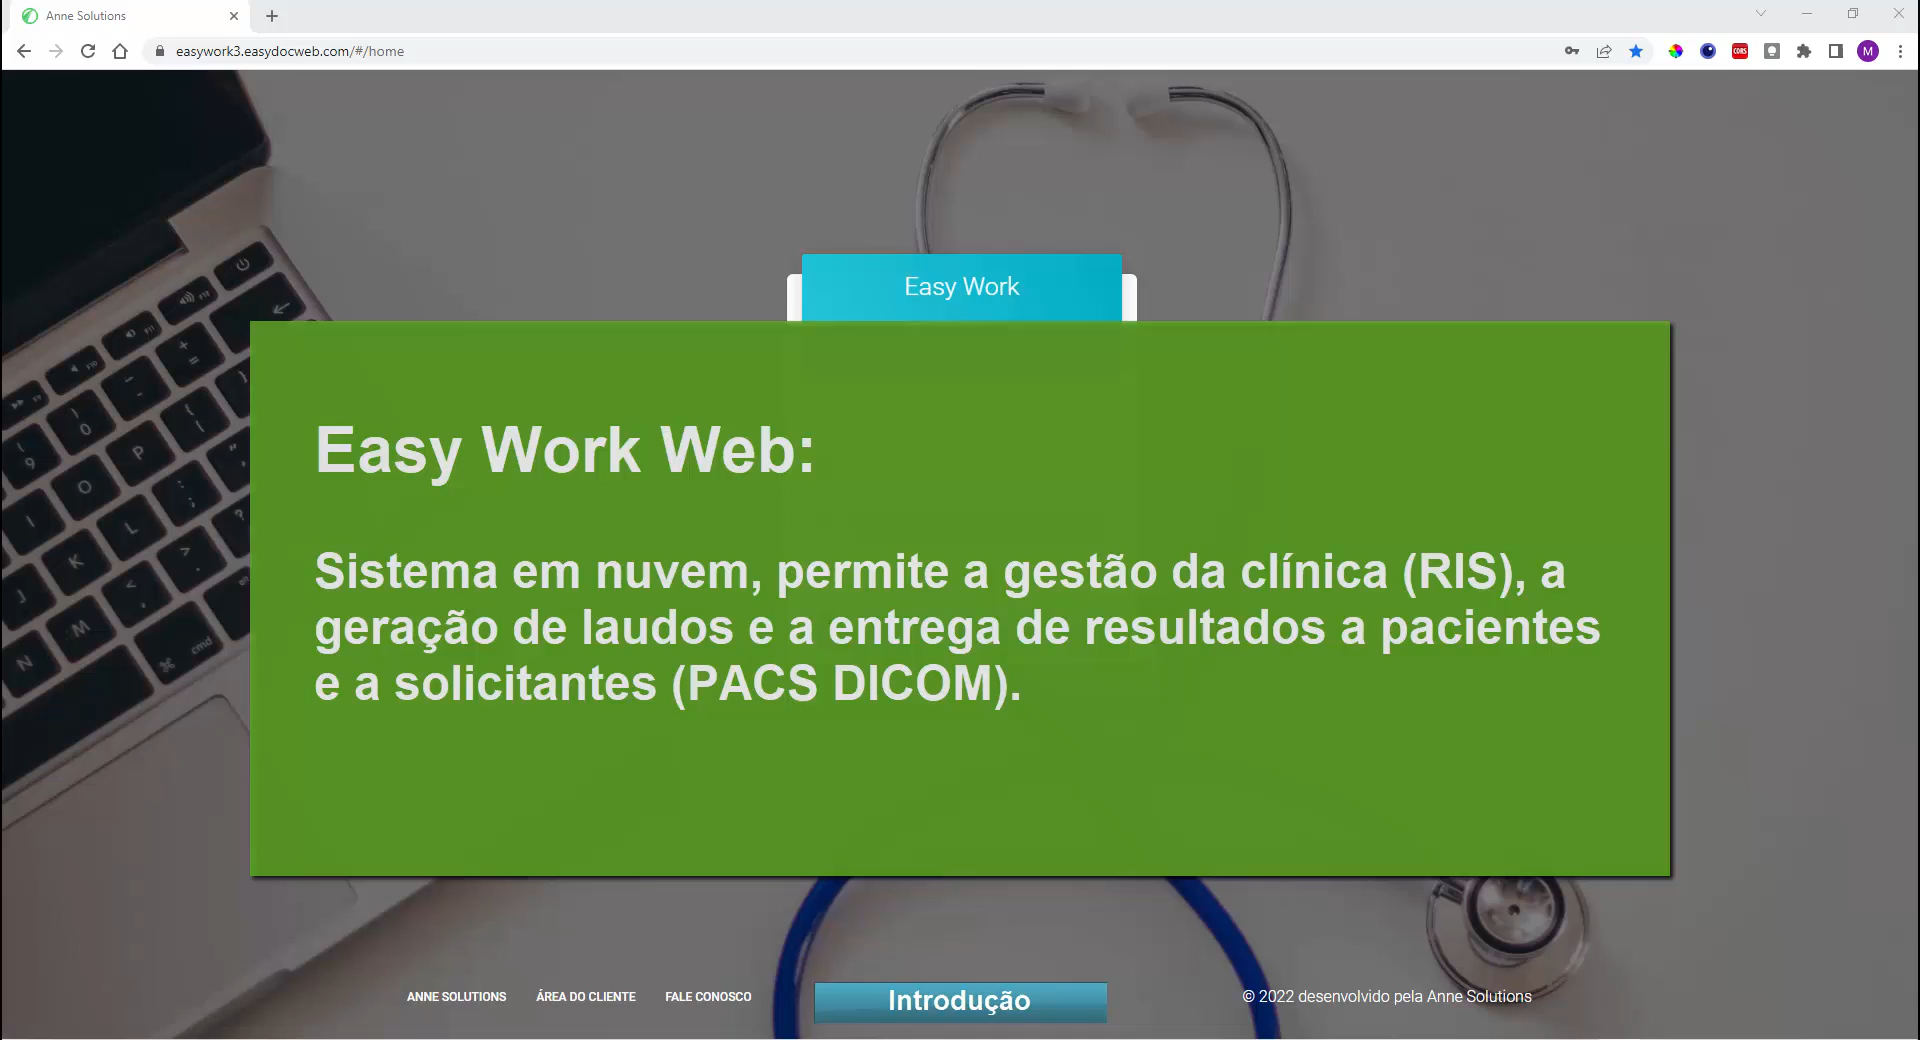 Anne Solutions
easywork3.easydocweb.com/#/home
CORS
M
Easy Work
Easy Work Web:
Sistema em nuvem, permite a gestão da clínica (RIS), a
geração de laudos e a entrega de resultados a pacientes
e a solicitantes (PACS DICOM).
ANNE SOLUTIONS
ÁREA DO CLIENTE
FALE CONOSCO
Introdução
© 2022 desenvolvido pela Anne Solutions